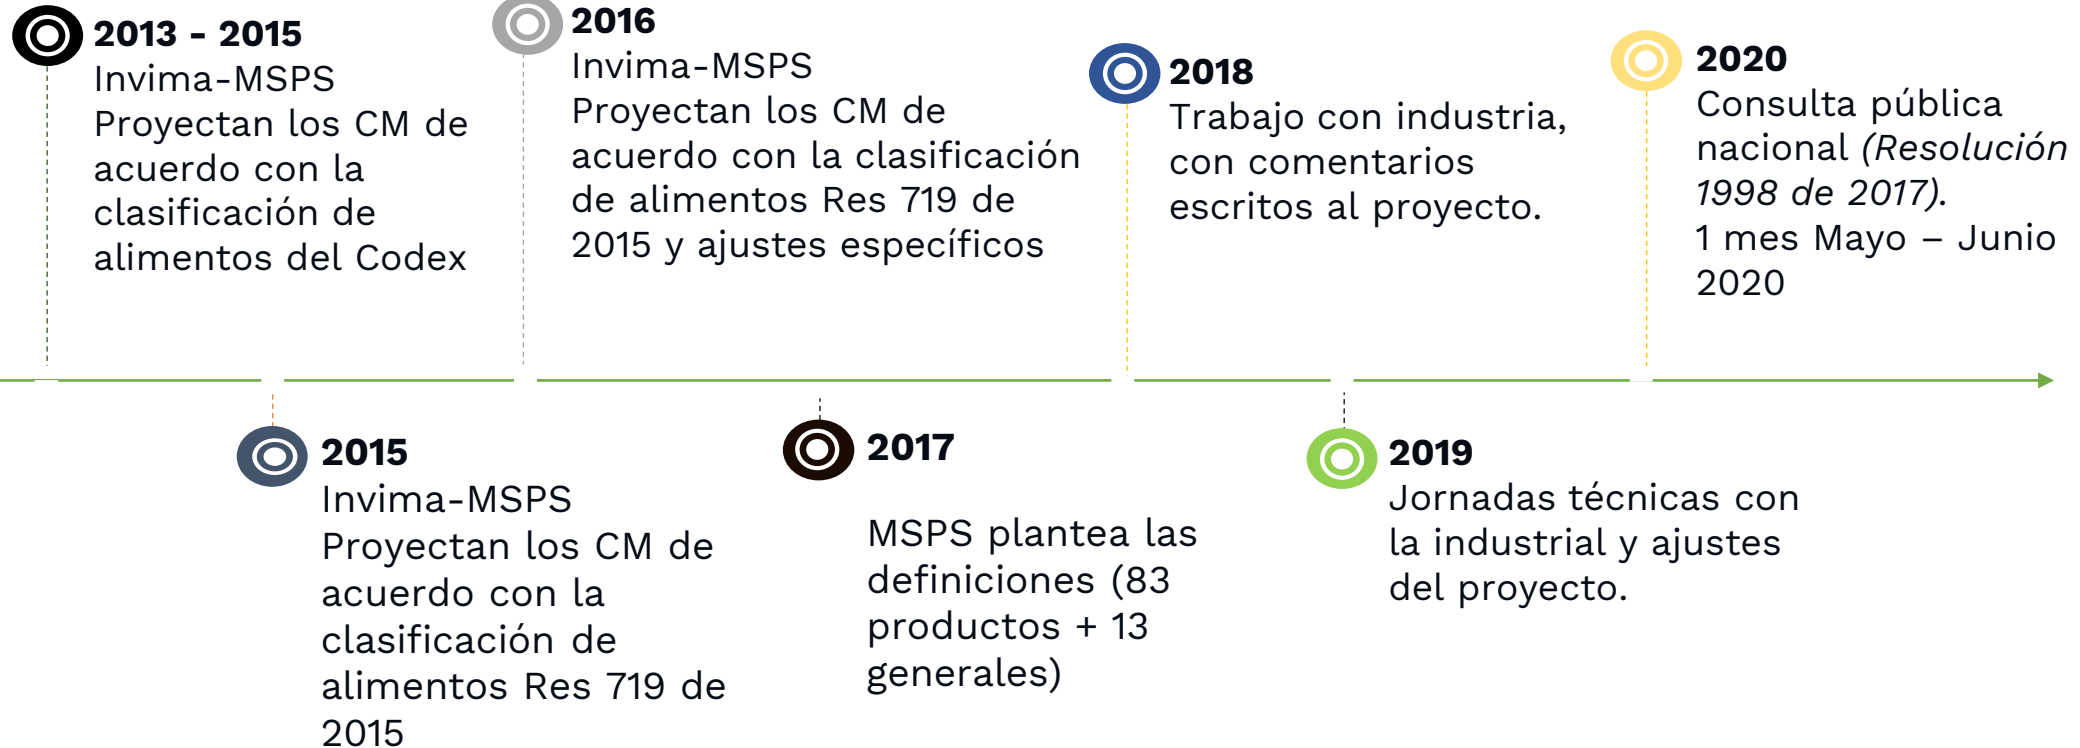 2013 - 2015
Invima-MSPS
Proyectan los CM de
acuerdo con la
clasificación de
alimentos del Codex
2015
Invima-MSPS
Proyectan los CM de
acuerdo con la
clasificación de
alimentos Res 719 de
2015
2016
Invima-MSPS
Proyectan los CM de
acuerdo con la clasificación
de alimentos Res 719 de
2015 y ajustes específicos
2017
MSPS plantea las
definiciones (83
productos + 13
generales)
2018
Trabajo con industria,
con comentarios
escritos al proyecto.
2019
Jornadas técnicas con
la industrial y ajustes
del proyecto.
2020
Consulta pública
nacional (Resolución
1998 de 2017).
1 mes Mayo – Junio
2020